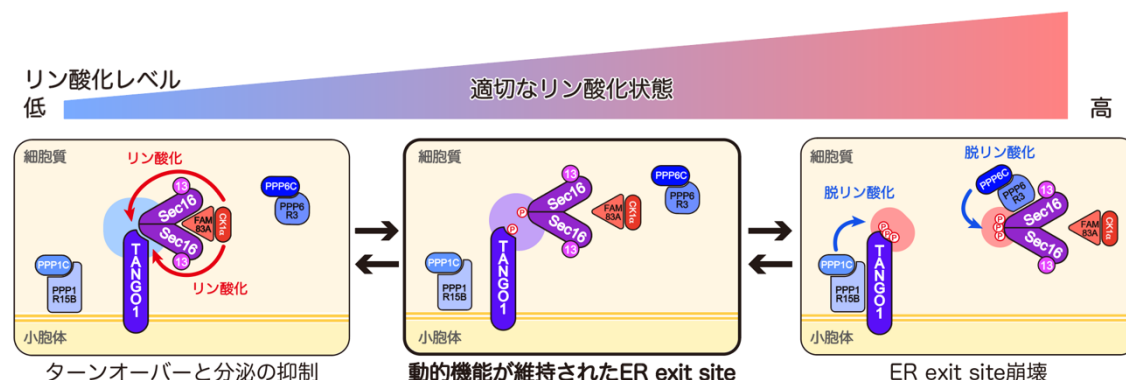 リン酸化レベル
低
適切なリン酸化状態
高
細胞質
リン酸化
13
Sec16
FAM
83A
CK1α
Sec16
13
リン酸化
TANGO1
PPP6C
PPP6
R3
PPP1C
PPP1
R15B
小胞体
ターンオーバーと分泌の抑制
細胞質
13
Sec16
P
P
Sec16
13
FAM
83A
CK1α
TANGO1
PPP6C
PPP6
R3
PPP1C
PPP1
R15B
小胞体
動的機能が維持されたER exit site
細胞質
脱リン酸化
脱リン酸化
PPP6C
PPP6
R3
13
Sec16
P
P
P
Sec16
13
FAM
83A
CK1α
P
P
P
TANGO1
PPP1C
PPP1
R15B
小胞体
ER exit site崩壊